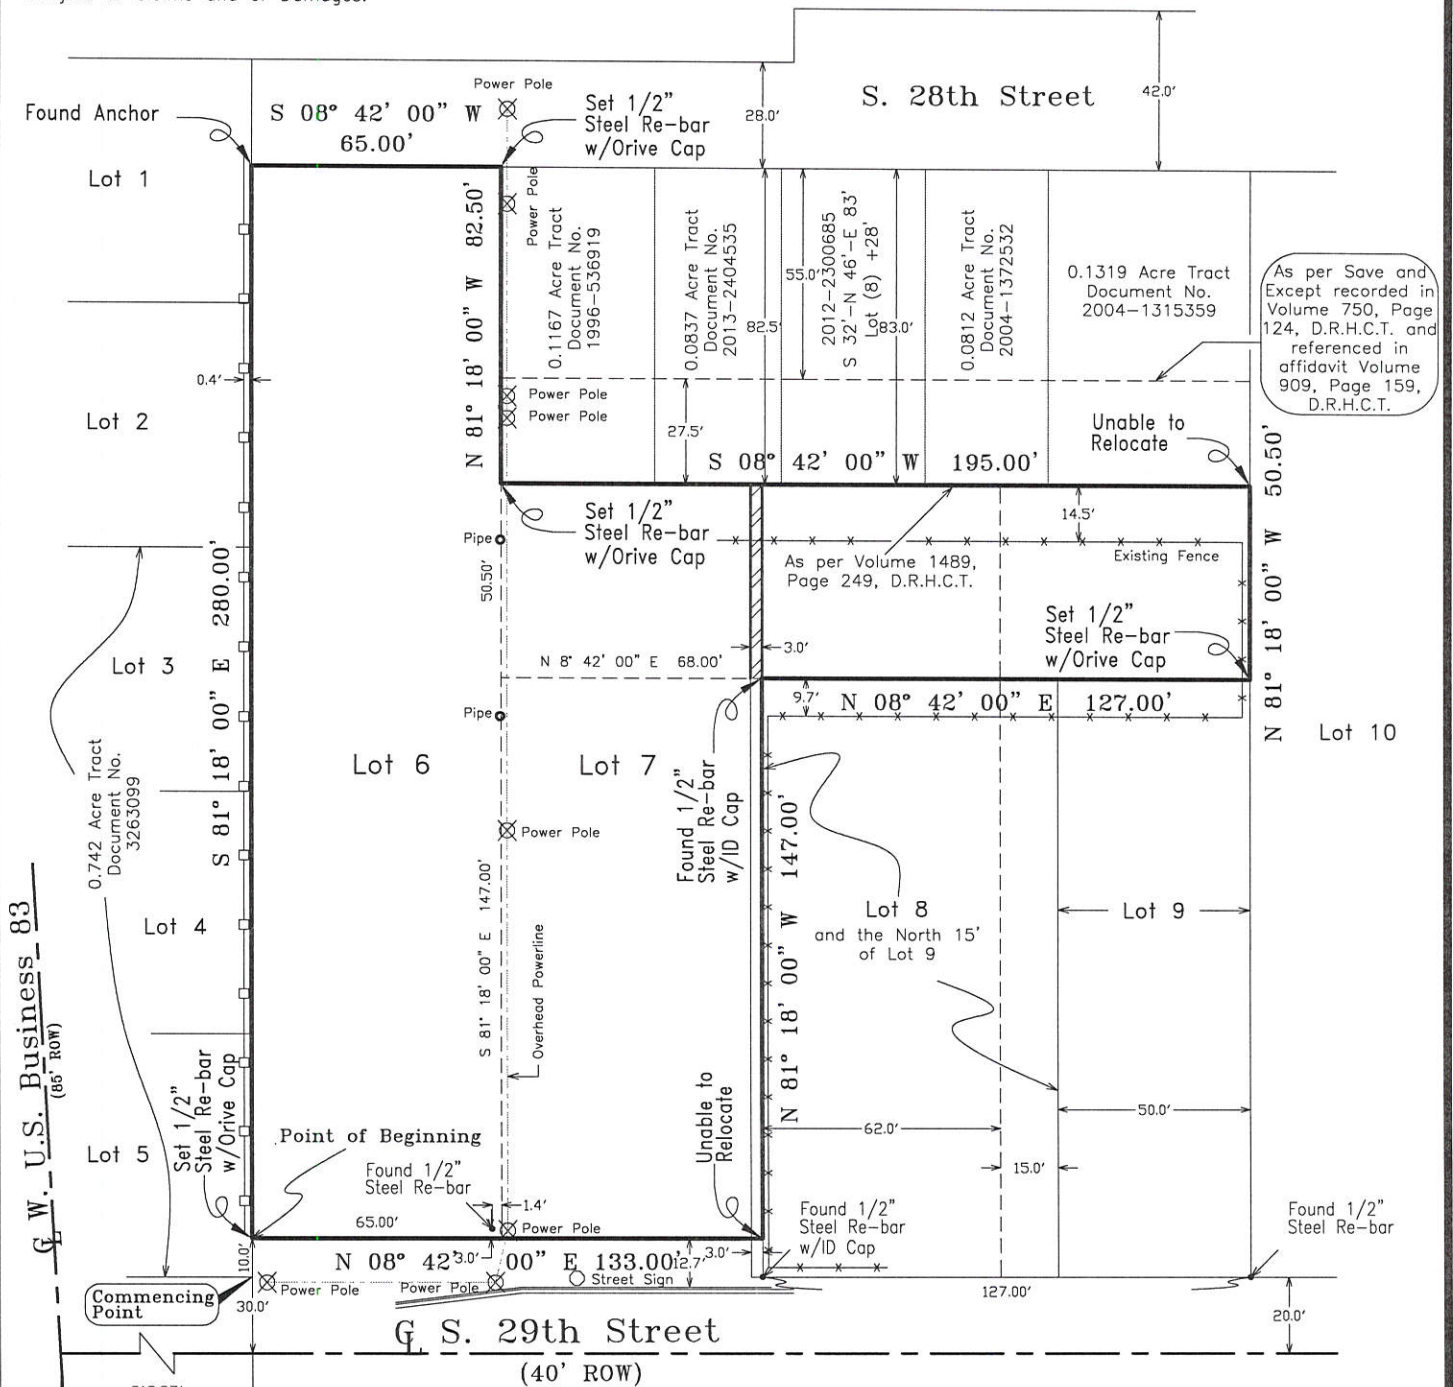 S. 28th Street
42.0'
28.0'
Power Pole
Found Anchor
S 08° 42' 00" W
65.00'
Set 1/2"
Steel Re-bar
w/Orive Cap
Lot 1
N 81° 18' 00" W 82.50'
Power Pole
0.1167 Acre Tract
Document No.
1996-536919
0.0837 Acre Tract
Document No.
2013-2404535
82.5'
55.0'
2012-2300685
S 32'-N 46'-E 83'
Lot (8) +28'
83.0'
0.0812 Acre Tract
Document No.
2004-1372532
0.1319 Acre Tract
Document No.
2004-1315359
As per Save and
Except recorded in
Volume 750, Page
124, D.R.H.C.T. and
referenced in
affidavit Volume
909, Page 159,
D.R.H.C.T.
0.4'
Power Pole
Power Pole
Lot 2
27.5'
Unable to
Relocate
S 08° 42' 00" W 195.00'
N 81° 18' 00" W 50.50'
Set 1/2"
Steel Re-bar
w/Orive Cap
Pipe
50.50'
14.5'
Existing Fence
As per Volume 1489,
Page 249, D.R.H.C.T.
Set 1/2"
Steel Re-bar
w/Orive Cap
S 81° 18' 00" E 280.00'
Lot 3
N 8° 42' 00" E 68.00'
3.0'
9.7'
N 08° 42' 00" E 127.00'
Pipe
Lot 6
Lot 7
Lot 10
0.742 Acre Tract
Document No.
3263099
Found 1/2"
Steel Re-bar
w/ID Cap
N 81° 18' 00" W 147.00'
Power Pole
S 81° 18' 00" E 147.00'
Overhead Powerline
Lot 4
Lot 8
and the North 15'
of Lot 9
Lot 9
W. U.S. Business 83
(85' ROW)
Set 1/2"
Steel Re-bar
w/Orive Cap
Lot 5
Point of Beginning
Found 1/2"
Steel Re-bar
Unable to
Relocate
50.0'
62.0'
15.0'
1.4'
65.00'
Power Pole
Found 1/2"
Steel Re-bar
w/ID Cap
Found 1/2"
Steel Re-bar
10.0'
N 08° 42' 00" E 133.00'
3.0'
12.7'
3.0'
Street Sign
Power Pole
Power Pole
Commencing
Point
30.0'
127.00'
20.0'
℄ S. 29th Street
(40' ROW)